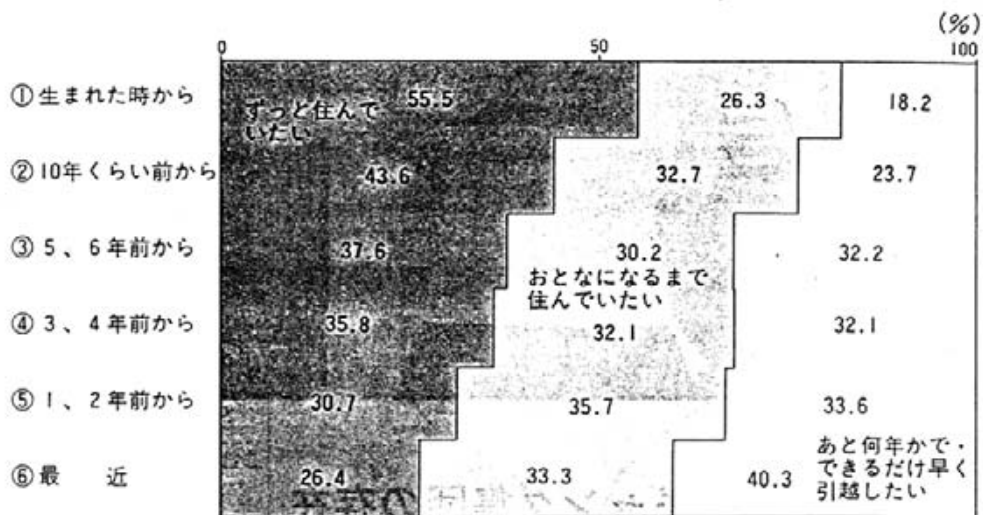 (%)
0 50 100
①生まれた時から 55.5 26.3 18.2
ずっと住んで
いたい
②10年くらい前から 43.6 32.7 23.7
③5、6年前から 37.6 30.2 32.2
おとなになるまで
住んでいたい
④3、4年前から 35.8 32.1 32.1
⑤1、2年前から 30.7 35.7 33.6
あと何年かで・
できるだけ早く
引越したい
⑥最 近 26.4 33.3 40.3